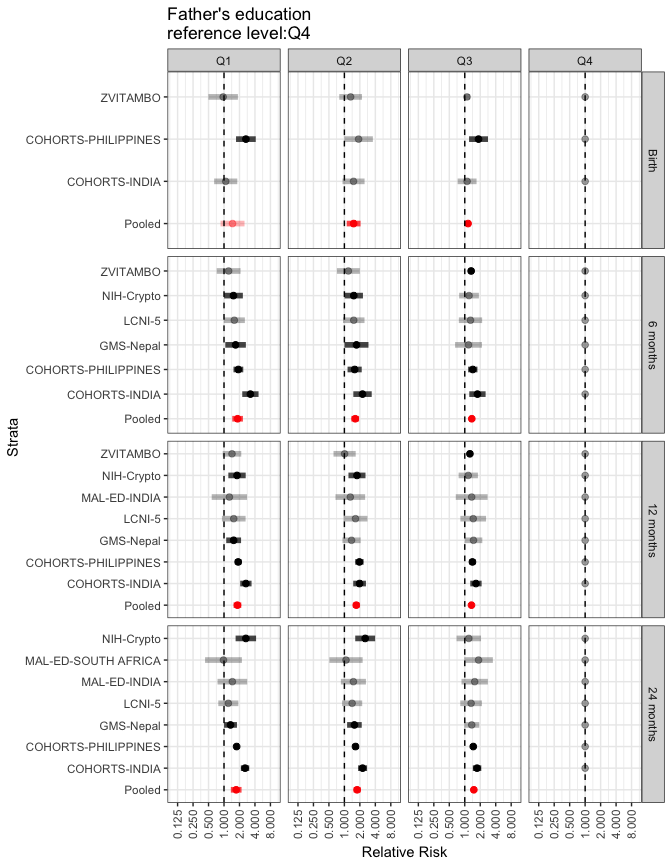 Father's education
reference level:Q4
Q1 Q2 Q3 Q4
Strata
ZVITAMBO
COHORTS-PHILIPPINES
COHORTS-INDIA
Pooled
Birth
ZVITAMBO
NIH-Crypto
LCNI-5
GMS-Nepal
COHORTS-PHILIPPINES
COHORTS-INDIA
Pooled
6 months
ZVITAMBO
NIH-Crypto
MAL-ED-INDIA
LCNI-5
GMS-Nepal
COHORTS-PHILIPPINES
COHORTS-INDIA
Pooled
12 months
NIH-Crypto
MAL-ED-SOUTH AFRICA
MAL-ED-INDIA
LCNI-5
GMS-Nepal
COHORTS-PHILIPPINES
COHORTS-INDIA
Pooled
24 months
0.125 0.250 0.500 1.000 2.000 4.000 8.000 0.125 0.250 0.500 1.000 2.000 4.000 8.000 0.125 0.250 0.500 1.000 2.000 4.000 8.000 0.125 0.250 0.500 1.000 2.000 4.000 8.000
Relative Risk